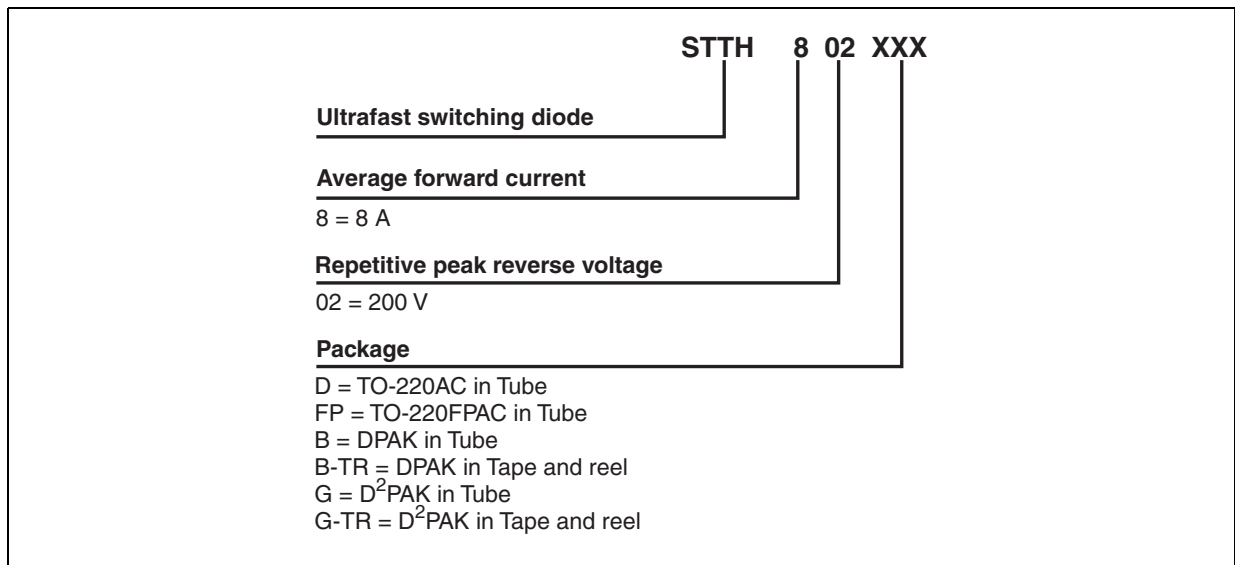 STTH 8 02 XXX
Ultrafast switching diode
Average forward current
8 = 8 A
Repetitive peak reverse voltage
02 = 200 V
Package
D = TO-220AC in Tube
FP = TO-220FPAC in Tube
B = DPAK in Tube
B-TR = DPAK in Tape and reel
G = D²PAK in Tube
G-TR = D²PAK in Tape and reel